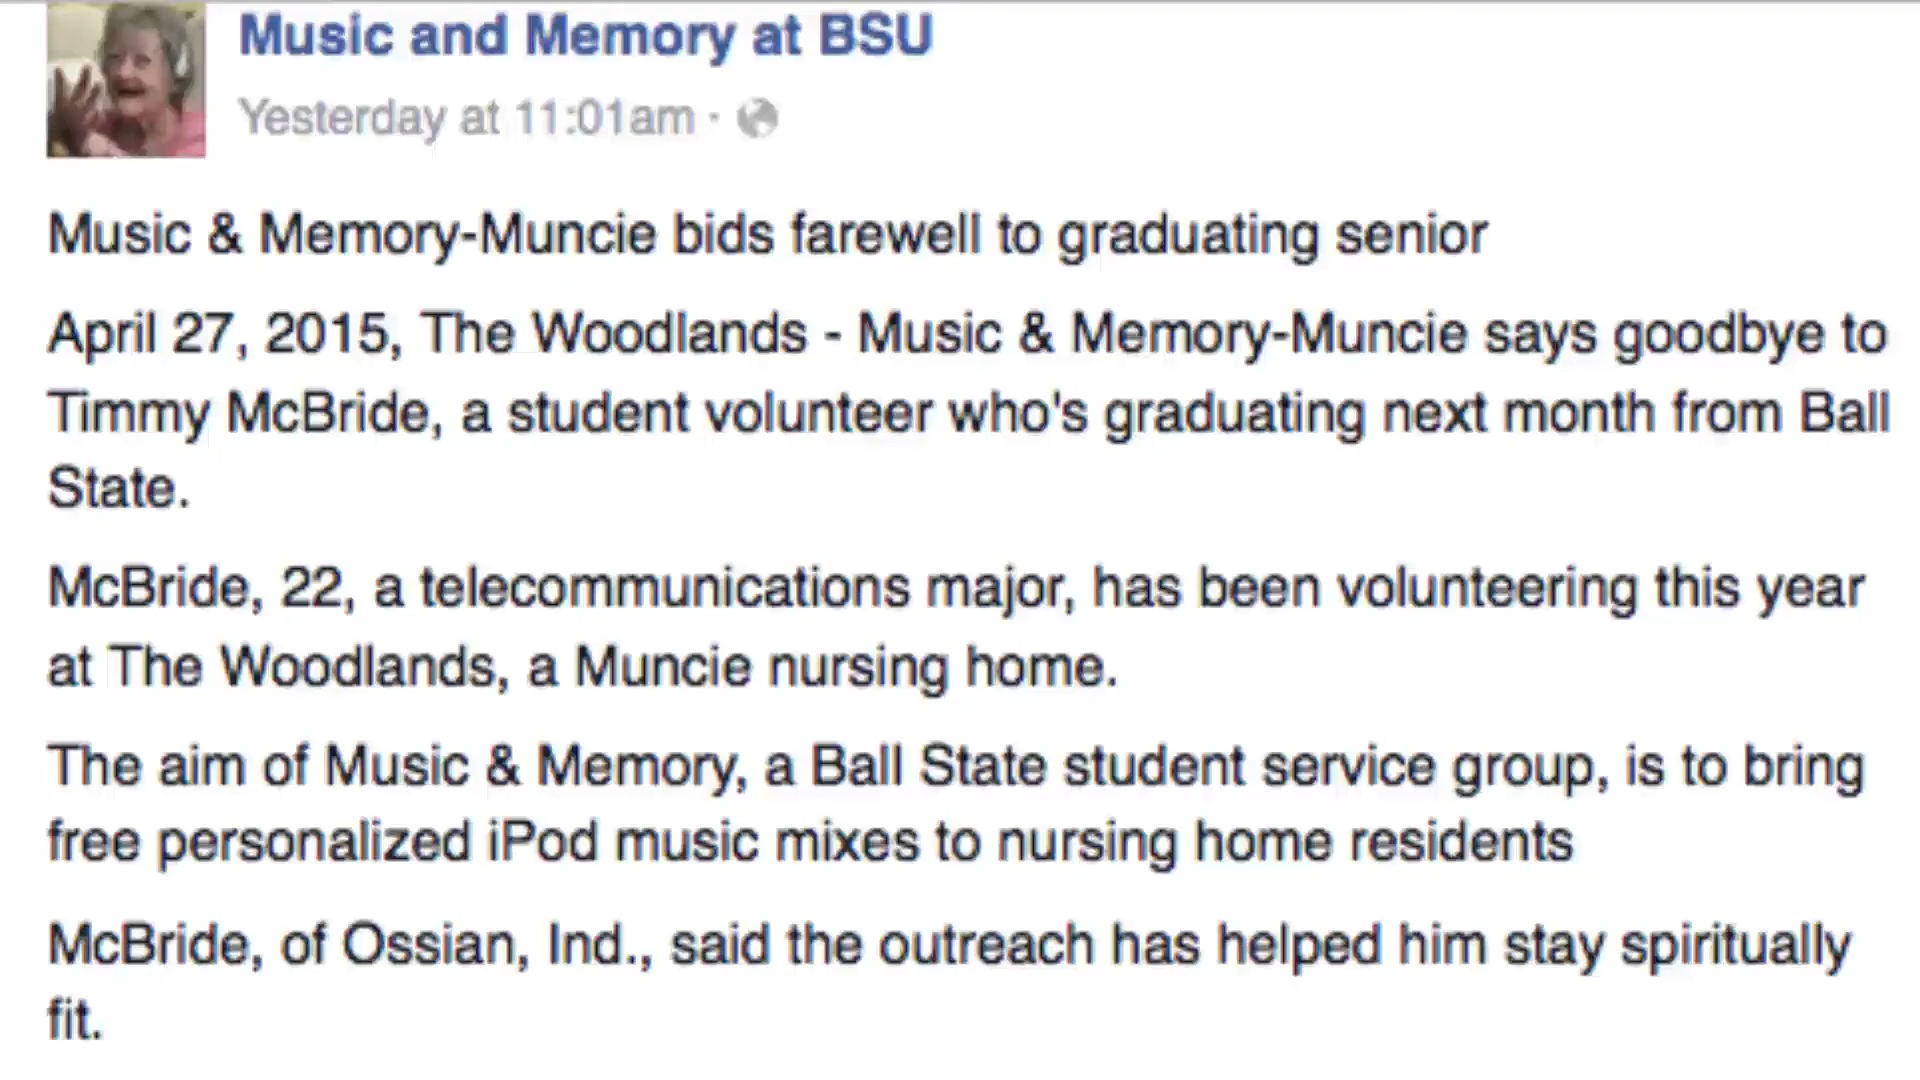 Music and Memory at BSU
Yesterday at 11:01am ·
Music & Memory-Muncie bids farewell to graduating senior
April 27, 2015, The Woodlands - Music & Memory-Muncie says goodbye to
Timmy McBride, a student volunteer who's graduating next month from Ball
State.
McBride, 22, a telecommunications major, has been volunteering this year
at The Woodlands, a Muncie nursing home.
The aim of Music & Memory, a Ball State student service group, is to bring
free personalized iPod music mixes to nursing home residents
McBride, of Ossian, Ind., said the outreach has helped him stay spiritually
fit.